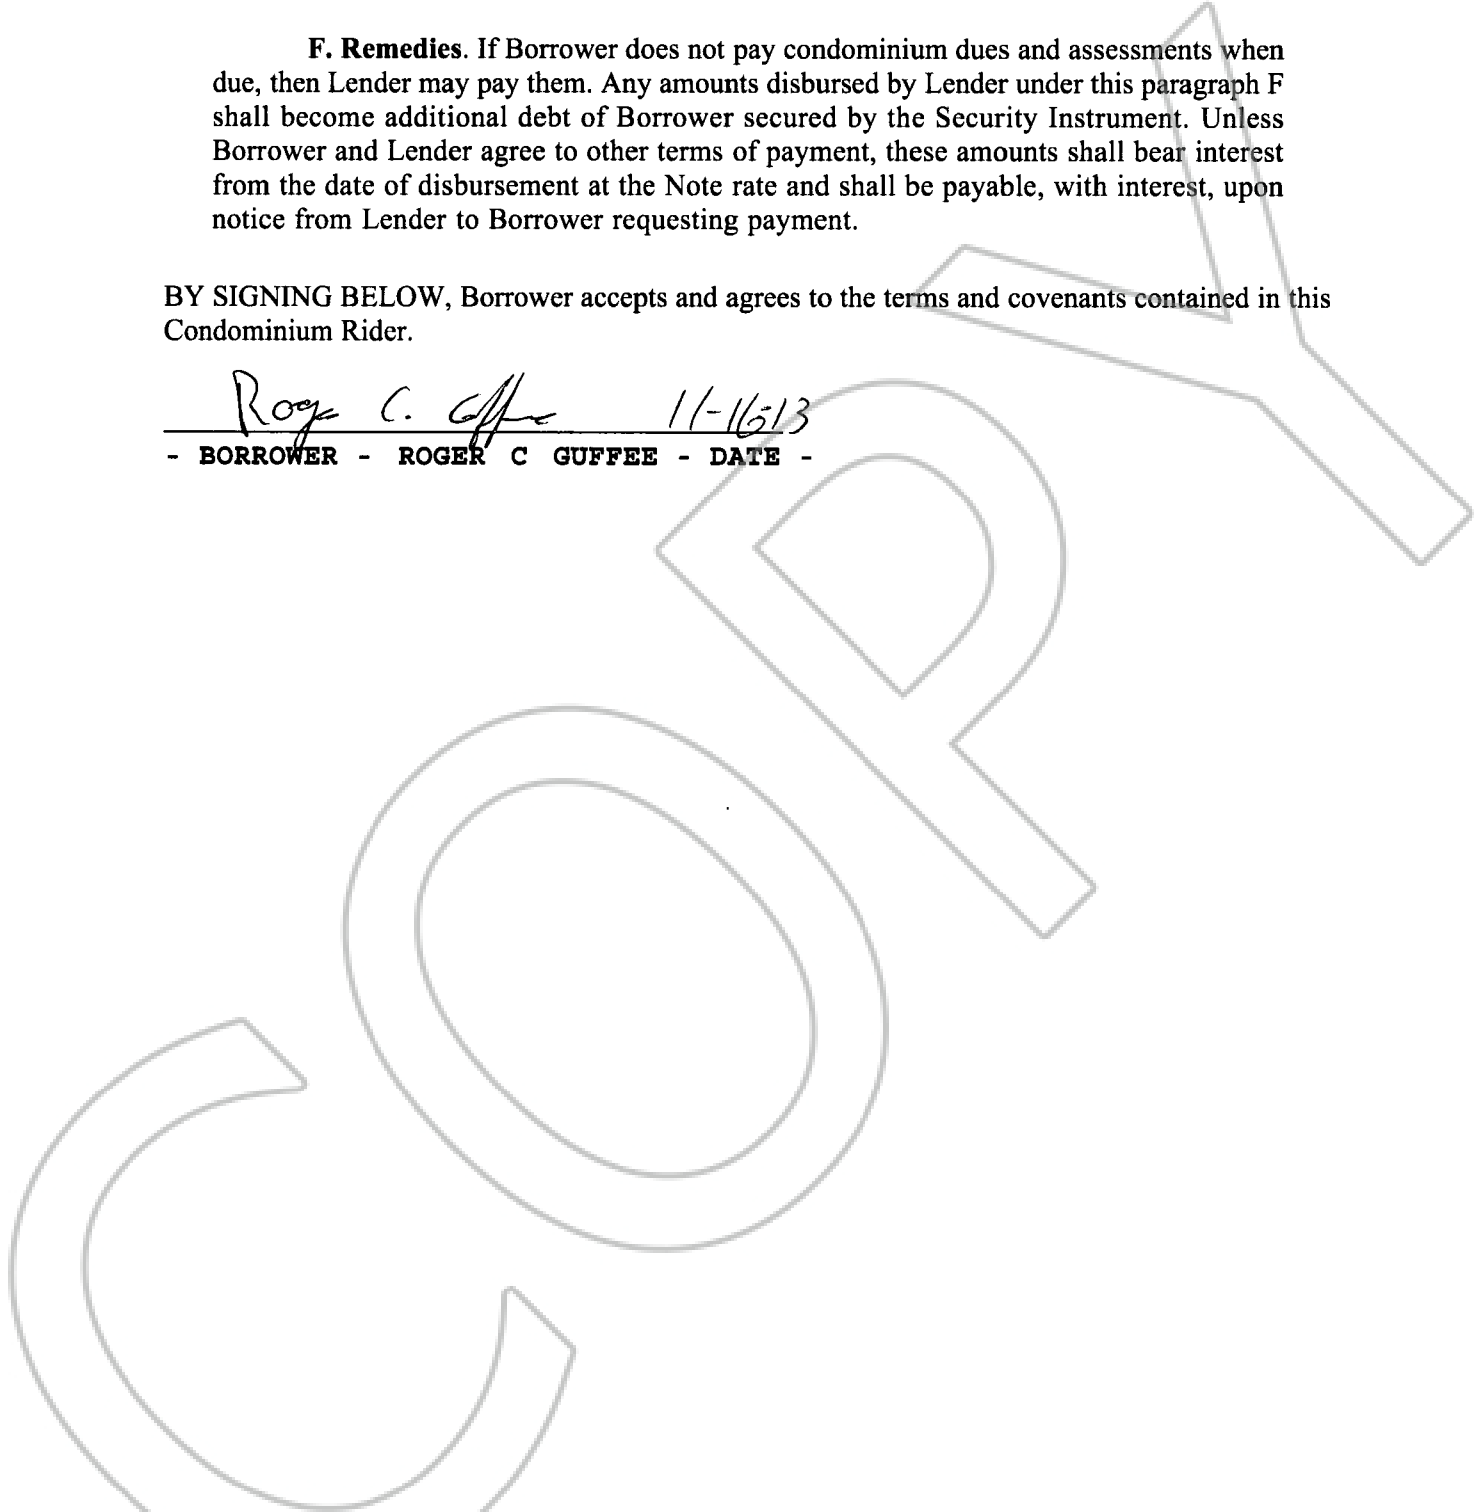 F. Remedies. If Borrower does not pay condominium dues and assessments when
due, then Lender may pay them. Any amounts disbursed by Lender under this paragraph F
shall become additional debt of Borrower secured by the Security Instrument. Unless
Borrower and Lender agree to other terms of payment, these amounts shall bear interest
from the date of disbursement at the Note rate and shall be payable, with interest, upon
notice from Lender to Borrower requesting payment.
BY SIGNING BELOW, Borrower accepts and agrees to the terms and covenants contained in this
Condominium Rider.
Roger C. Guffee
- BORROWER - ROGER C GUFFEE - DATE -
COPY